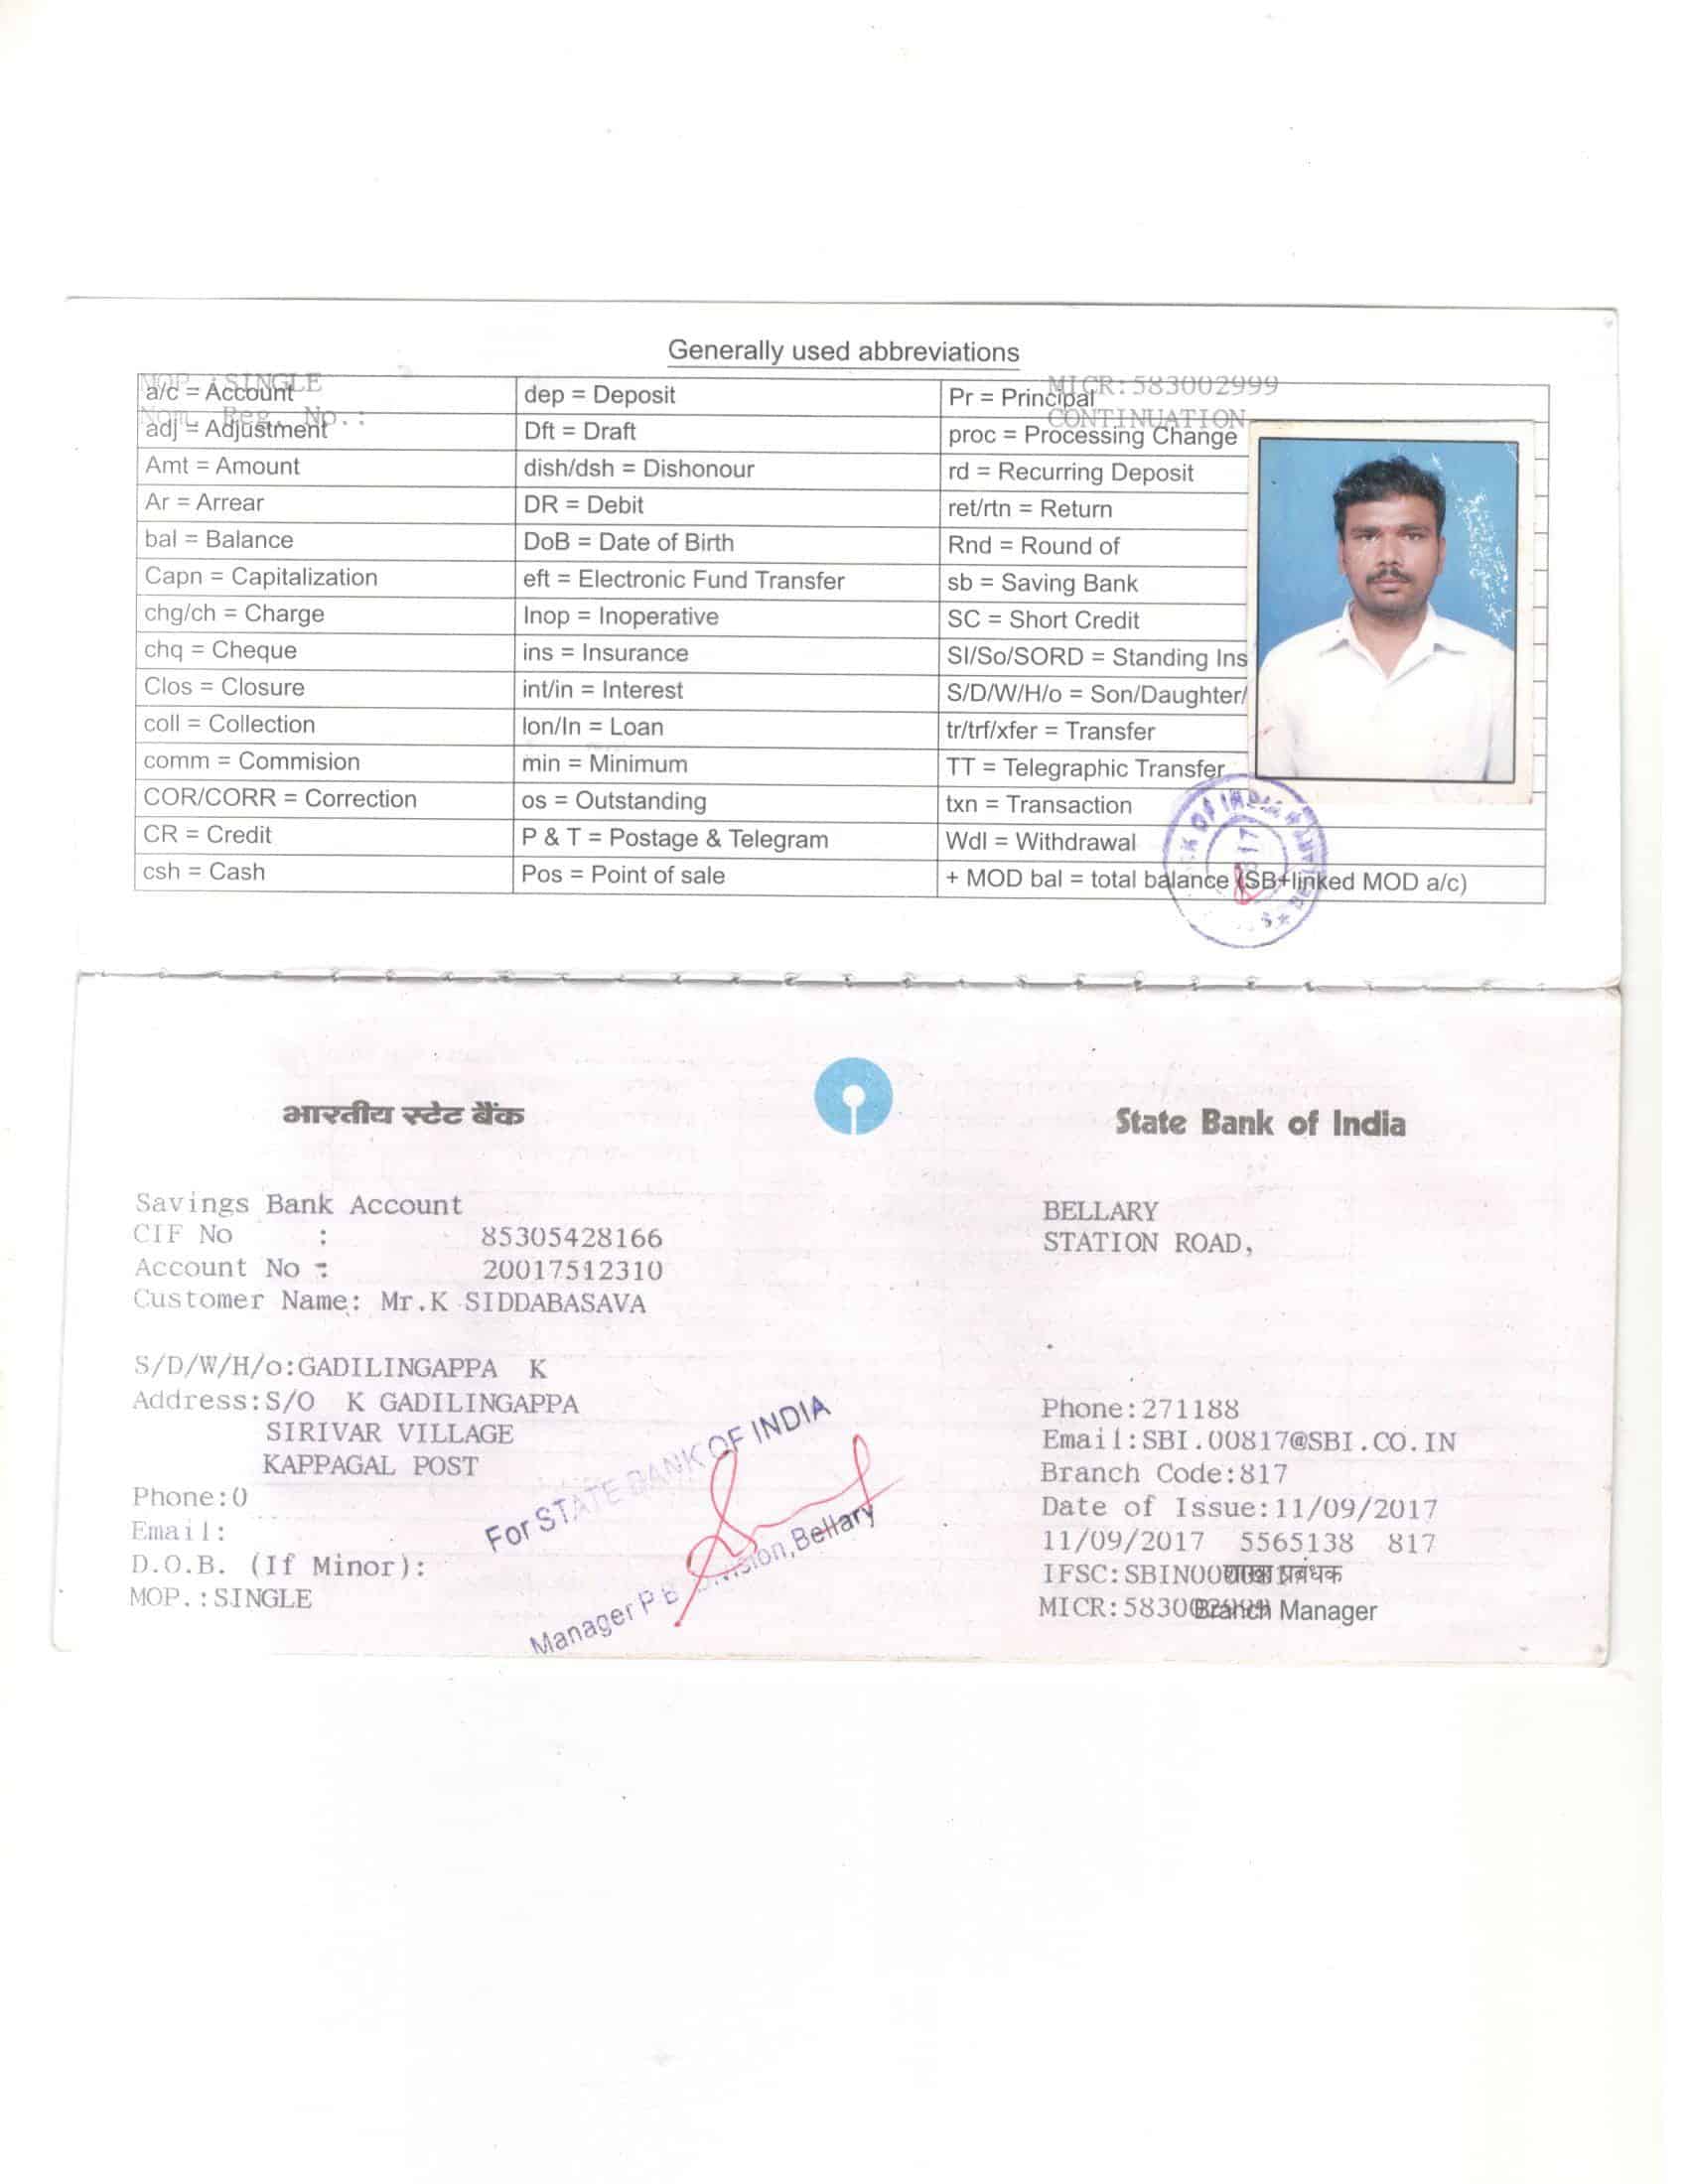 Generally used abbreviations
MOP.:SINGLE MICR:583002999
a/c = Account dep = Deposit Pr = Principal
Nom. Reg. No.: CONTINUATION
adj = Adjustment Dft = Draft proc = Processing Change
Amt = Amount dish/dsh = Dishonour rd = Recurring Deposit
Ar = Arrear DR = Debit ret/rtn = Return
bal = Balance DoB = Date of Birth Rnd = Round of
Capn = Capitalization eft = Electronic Fund Transfer sb = Saving Bank
chg/ch = Charge Inop = Inoperative SC = Short Credit
chq = Cheque ins = Insurance SI/So/SORD = Standing Ins
Clos = Closure int/in = Interest S/D/W/H/o = Son/Daughter/
coll = Collection lon/ln = Loan tr/trf/xfer = Transfer
comm = Commision min = Minimum TT = Telegraphic Transfer
COR/CORR = Correction os = Outstanding txn = Transaction
CR = Credit P & T = Postage & Telegram Wdl = Withdrawal
csh = Cash Pos = Point of sale + MOD bal = total balance (SB+linked MOD a/c)
भारतीय स्टेट बैंक State Bank of India
Savings Bank Account BELLARY
CIF No : 85305428166 STATION ROAD,
Account No : 20017512310
Customer Name: Mr.K SIDDABASAVA
S/D/W/H/o:GADILINGAPPA K
Address:S/O K GADILINGAPPA Phone:271188
SIRIVAR VILLAGE Email:SBI.00817@SBI.CO.IN
KAPPAGAL POST Branch Code:817
Phone:0 Date of Issue:11/09/2017
Email: 11/09/2017 5565138 817
D.O.B. (If Minor): IFSC: शाखा प्रबंधक
MOP.:SINGLE MICR: Branch Manager
For STATE BANK OF INDIA
Manager P B Division, Bellary